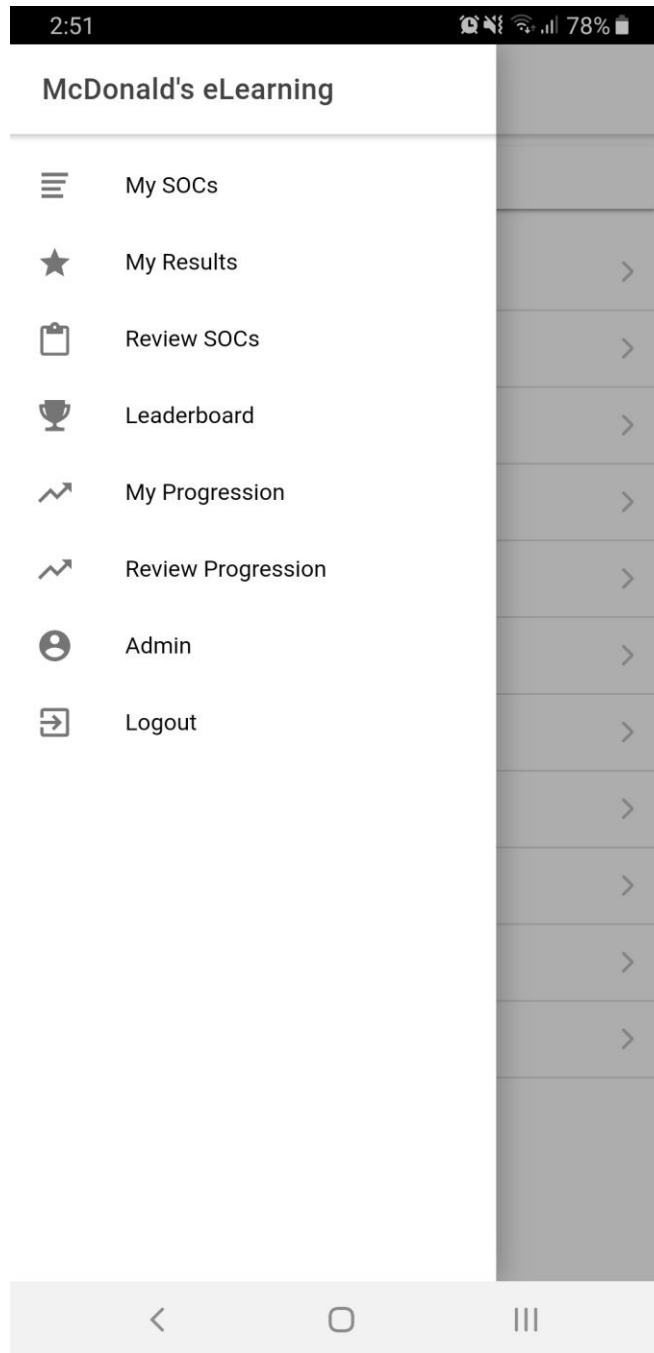 2:51
78%
McDonald's eLearning
My SOCs
My Results
Review SOCs
Leaderboard
My Progression
Review Progression
Admin
Logout